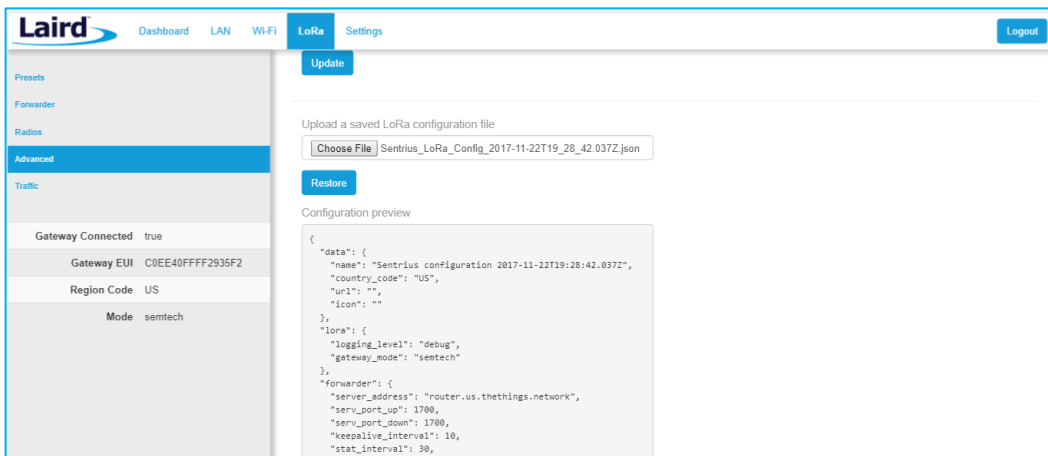 Laird Dashboard LAN Wi-Fi LoRa Settings Logout
Presets
Forwarder
Radios
Advanced
Traffic
Gateway Connected true
Gateway EUI C0EE40FFFF2935F2
Region Code US
Mode semtech
Update
Upload a saved LoRa configuration file
Choose File Sentrius_LoRa_Config_2017-11-22T19_28_42.037Z.json
Restore
Configuration preview
{
"data": {
"name": "Sentrius configuration 2017-11-22T19:28:42.037Z",
"country_code": "US",
"url": "",
"icon": ""
},
"lora": {
"logging_level": "debug",
"gateway_mode": "semtech"
},
"forwarder": {
"server_address": "router.us.thethings.network",
"serv_port_up": 1700,
"serv_port_down": 1700,
"keepalive_interval": 10,
"stat_interval": 30,